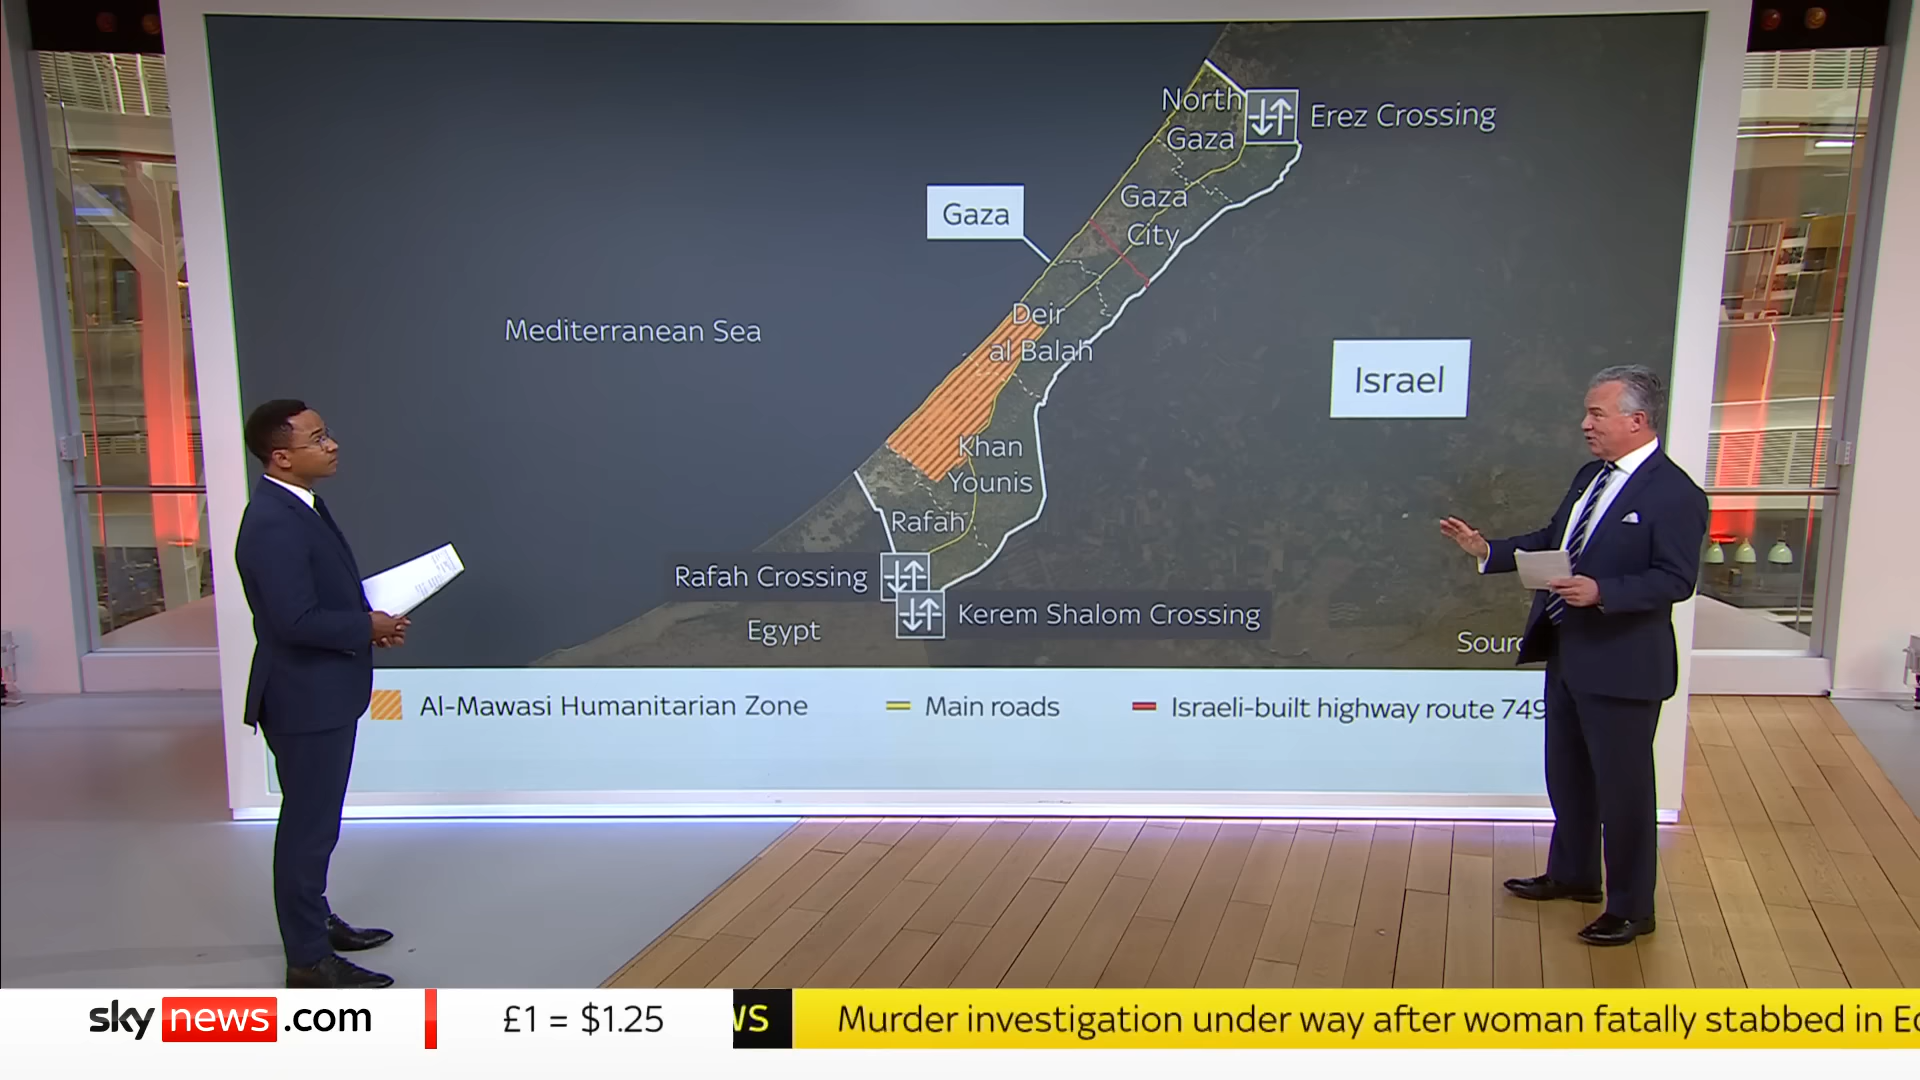 North
Gaza
Erez Crossing
Gaza
City
Gaza
Mediterranean Sea
Deir
al Balah
Israel
Khan
Younis
Rafah
Rafah Crossing
Kerem Shalom Crossing
Egypt
Al-Mawasi Humanitarian Zone
Main roads
Israeli-built highway route 749
sky news .com
£1 = $1.25
Murder investigation under way after woman fatally stabbed in